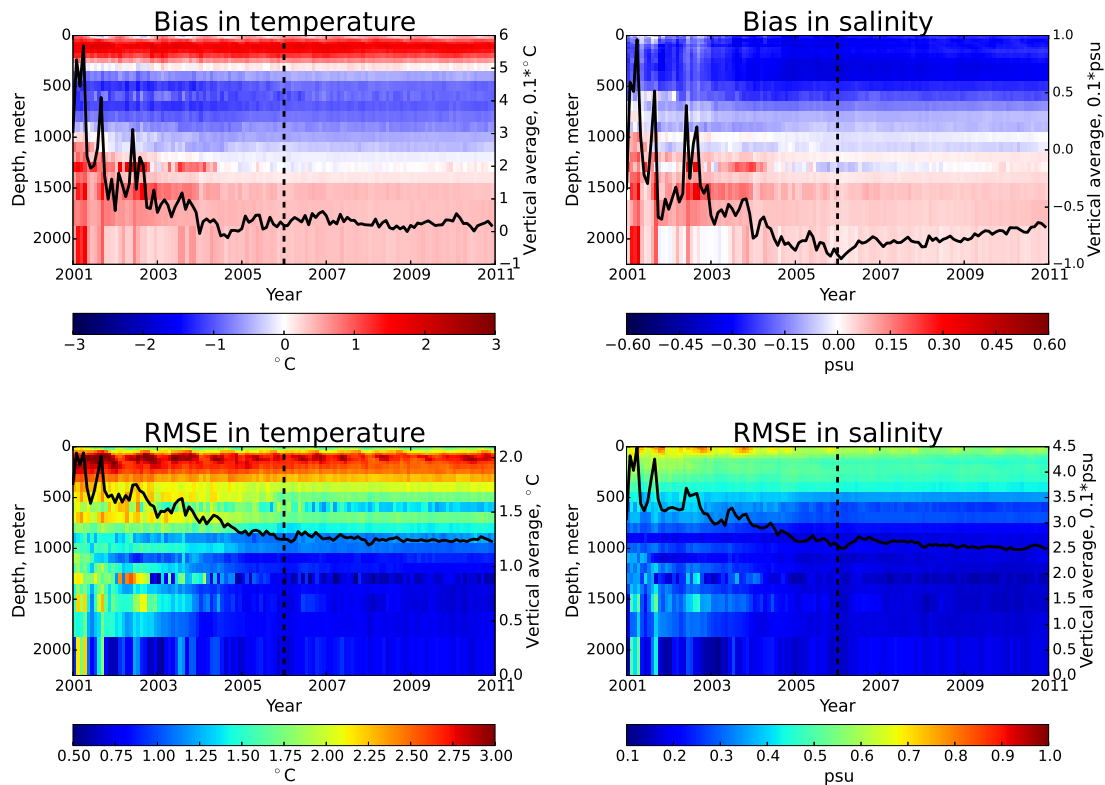 Bias in temperature
Bias in salinity
0
500
1000
1500
2000
Depth, meter
6
5
4
3
2
1
0
−1
Vertical average, 0.1*°C
2001 2003 2005 2007 2009 2011
Year
−3 −2 −1 0 1 2 3
°C
0
500
1000
1500
2000
Depth, meter
1.0
0.5
0.0
−0.5
−1.0
Vertical average, 0.1*psu
2001 2003 2005 2007 2009 2011
Year
−0.60 −0.45 −0.30 −0.15 0.00 0.15 0.30 0.45 0.60
psu
RMSE in temperature
RMSE in salinity
0
500
1000
1500
2000
Depth, meter
2.0
1.5
1.0
0.5
0.0
Vertical average, °C
2001 2003 2005 2007 2009 2011
Year
0.50 0.75 1.00 1.25 1.50 1.75 2.00 2.25 2.50 2.75 3.00
°C
0
500
1000
1500
2000
Depth, meter
4.5
4.0
3.5
3.0
2.5
2.0
1.5
1.0
0.5
0.0
Vertical average, 0.1*psu
2001 2003 2005 2007 2009 2011
Year
0.1 0.2 0.3 0.4 0.5 0.6 0.7 0.8 0.9 1.0
psu